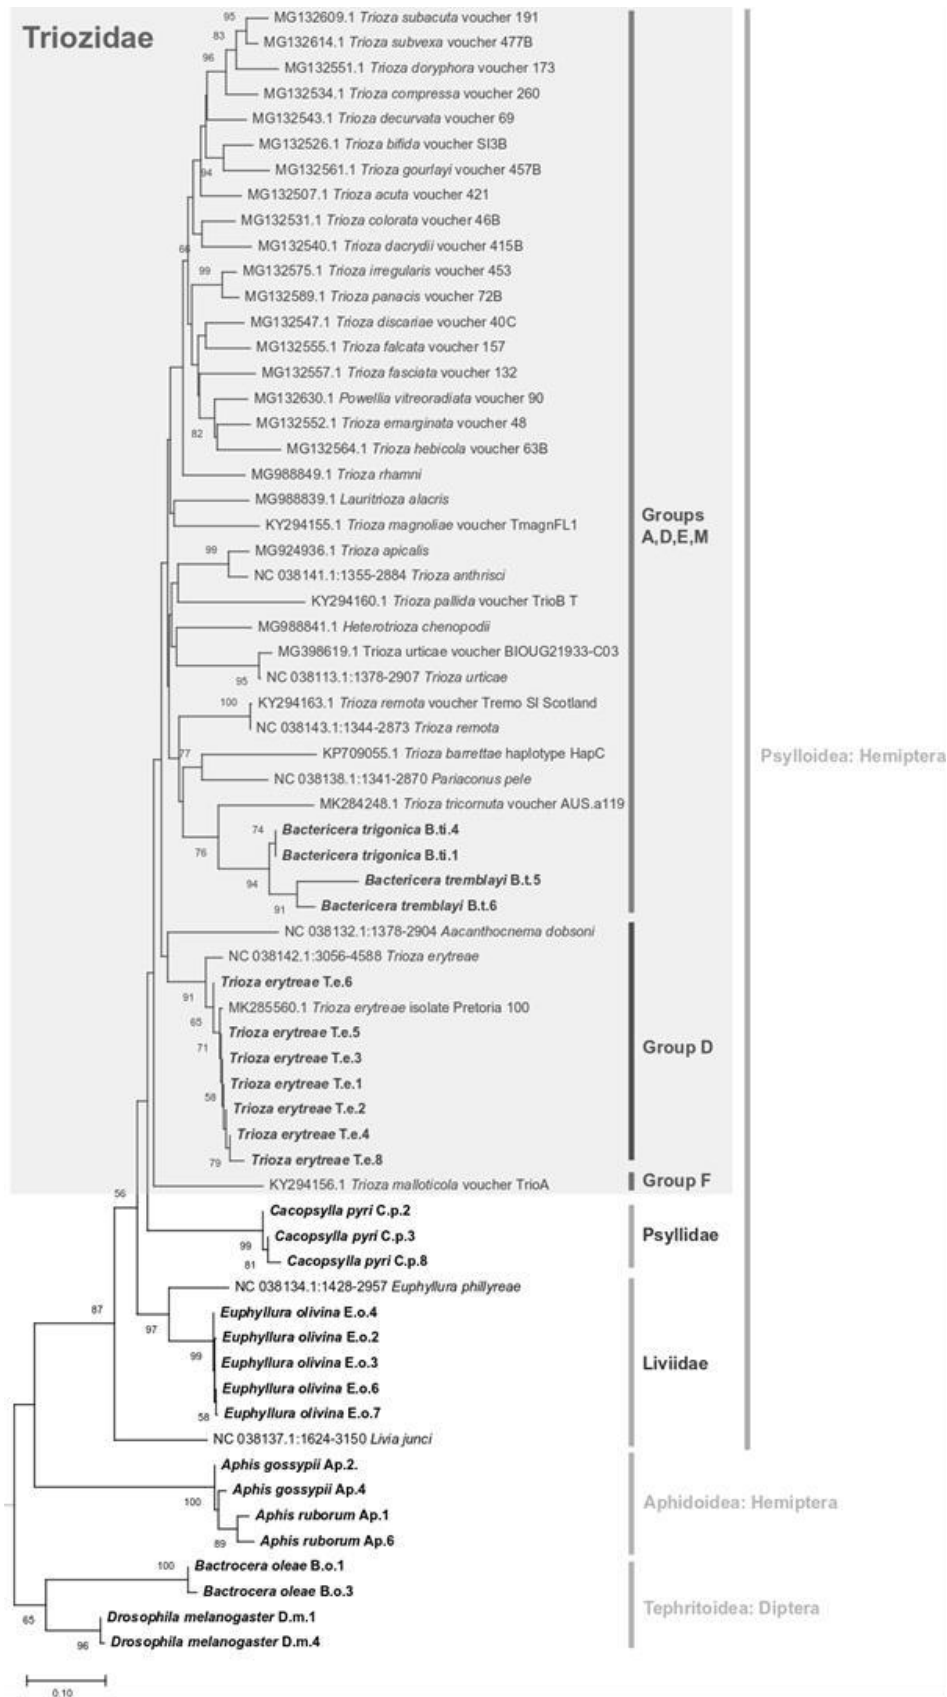 Triozidae
95
MG132609.1 Trioza subacuta voucher 191
83
MG132614.1 Trioza subvexa voucher 477B
96
MG132551.1 Trioza doryphora voucher 173
MG132534.1 Trioza compressa voucher 260
MG132543.1 Trioza decurvata voucher 69
MG132526.1 Trioza bifida voucher SI3B
94
MG132561.1 Trioza gourlayi voucher 457B
MG132507.1 Trioza acuta voucher 421
MG132531.1 Trioza colorata voucher 46B
66
MG132540.1 Trioza dacrydii voucher 415B
99
MG132575.1 Trioza irregularis voucher 453
MG132589.1 Trioza panacis voucher 72B
MG132547.1 Trioza discariae voucher 40C
MG132555.1 Trioza falcata voucher 157
MG132557.1 Trioza fasciata voucher 132
MG132630.1 Powellia vitreoradiata voucher 90
82
MG132552.1 Trioza emarginata voucher 48
MG132564.1 Trioza hebicola voucher 63B
MG988849.1 Trioza rhamni
MG988839.1 Lauritrioza alacris
KY294155.1 Trioza magnoliae voucher TmagnFL1
Groups
A,D,E,M
99
MG924936.1 Trioza apicalis
NC 038141.1:1355-2884 Trioza anthrisci
KY294160.1 Trioza pallida voucher TrioB T
MG988841.1 Heterotrioza chenopodii
MG398619.1 Trioza urticae voucher BIOUG21933-C03
95
NC 038113.1:1378-2907 Trioza urticae
100
KY294163.1 Trioza remota voucher Tremo SI Scotland
NC 038143.1:1344-2873 Trioza remota
77
KP709055.1 Trioza barrettae haplotype HapC
Psylloidea: Hemiptera
NC 038138.1:1341-2870 Pariaconus pele
MK284248.1 Trioza tricornuta voucher AUS.a119
74
Bactericera trigonica B.ti.4
76
Bactericera trigonica B.ti.1
94
Bactericera tremblayi B.t.5
91
Bactericera tremblayi B.t.6
NC 038132.1:1378-2904 Aacanthocnema dobsoni
NC 038142.1:3056-4588 Trioza erytreae
91
Trioza erytreae T.e.6
65
MK285560.1 Trioza erytreae isolate Pretoria 100
71
Trioza erytreae T.e.5
Group D
Trioza erytreae T.e.3
58
Trioza erytreae T.e.1
Trioza erytreae T.e.2
Trioza erytreae T.e.4
79
Trioza erytreae T.e.8
KY294156.1 Trioza malloticola voucher TrioA
Group F
56
Cacopsylla pyri C.p.2
99
Cacopsylla pyri C.p.3
Psyllidae
81
Cacopsylla pyri C.p.8
NC 038134.1:1428-2957 Euphyllura phillyreae
87
Euphyllura olivina E.o.4
97
Euphyllura olivina E.o.2
99
Euphyllura olivina E.o.3
Liviidae
Euphyllura olivina E.o.6
58
Euphyllura olivina E.o.7
NC 038137.1:1624-3150 Livia junci
Aphis gossypii Ap.2.
100
Aphis gossypii Ap.4
Aphidoidea: Hemiptera
Aphis ruborum Ap.1
89
Aphis ruborum Ap.6
100
Bactrocera oleae B.o.1
Bactrocera oleae B.o.3
65
Drosophila melanogaster D.m.1
Tephritoidea: Diptera
96
Drosophila melanogaster D.m.4
0.10